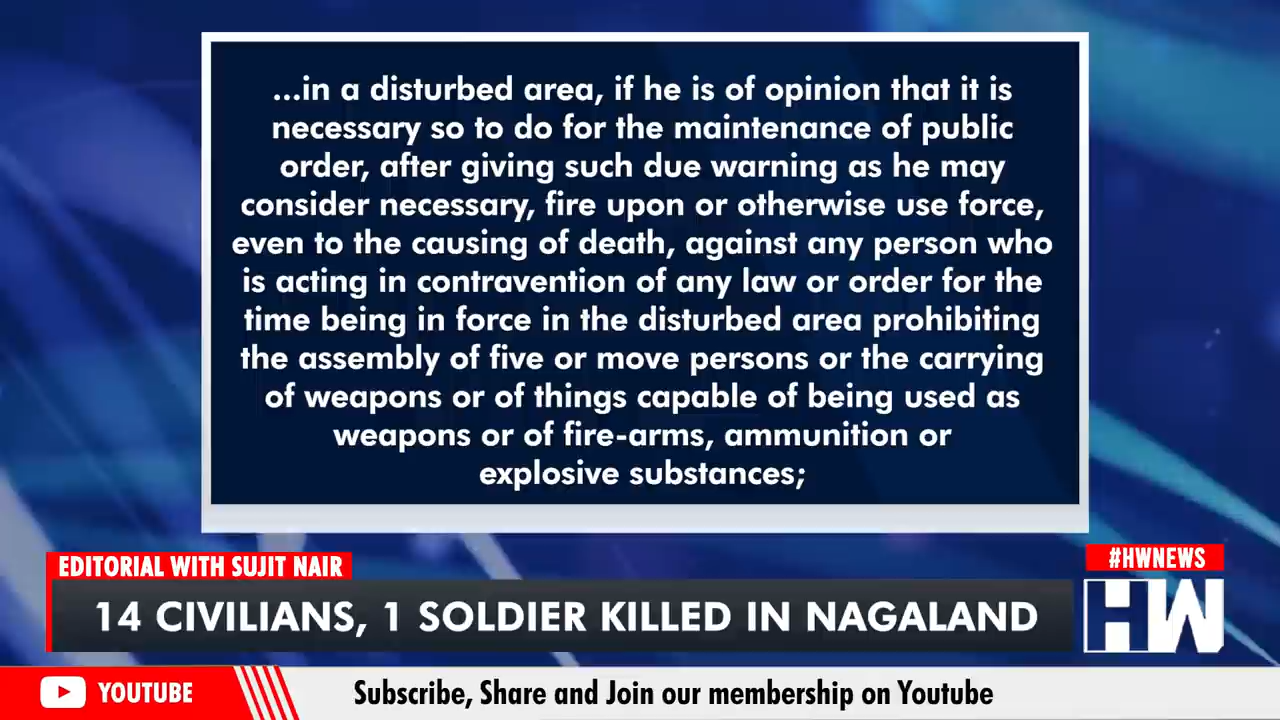 ...in a disturbed area, if he is of opinion that it is
necessary so to do for the maintenance of public
order, after giving such due warning as he may
consider necessary, fire upon or otherwise use force,
even to the causing of death, against any person who
is acting in contravention of any law or order for the
time being in force in the disturbed area prohibiting
the assembly of five or move persons or the carrying
of weapons or of things capable of being used as
weapons or of fire-arms, ammunition or
explosive substances;
EDITORIAL WITH SUJIT NAIR
#HWNEWS
14 CIVILIANS, 1 SOLDIER KILLED IN NAGALAND
HW
YOUTUBE
Subscribe, Share and Join our membership on Youtube